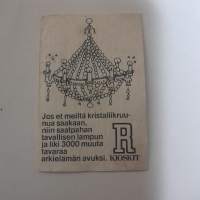 Jos et meiltä kristallikruu-
nua saakaan,
niin saatpahan
tavallisen lampun
ja liki 3000 muuta
tavaraa
arkielämän avuksi.
R
KIOSKIT